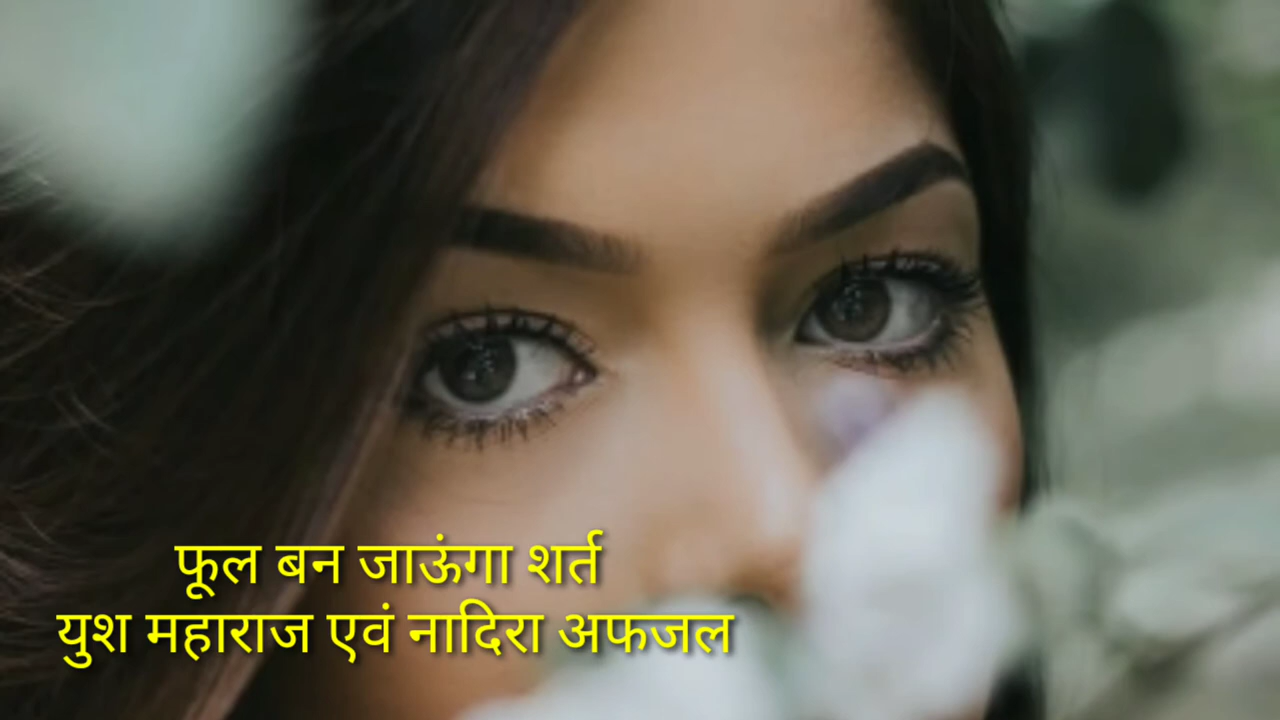 फूल बन जाऊंगा शर्त
युश महाराज एवं नादिरा अफजल